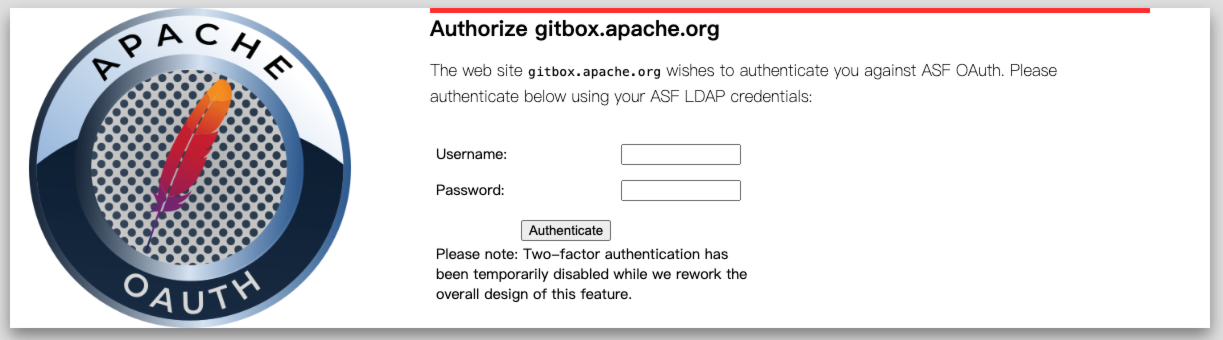 APACHE
OAUTH
Authorize gitbox.apache.org
The web site gitbox.apache.org wishes to authenticate you against ASF OAuth. Please
authenticate below using your ASF LDAP credentials:
Username:
Password:
Authenticate
Please note: Two-factor authentication has
been temporarily disabled while we rework the
overall design of this feature.